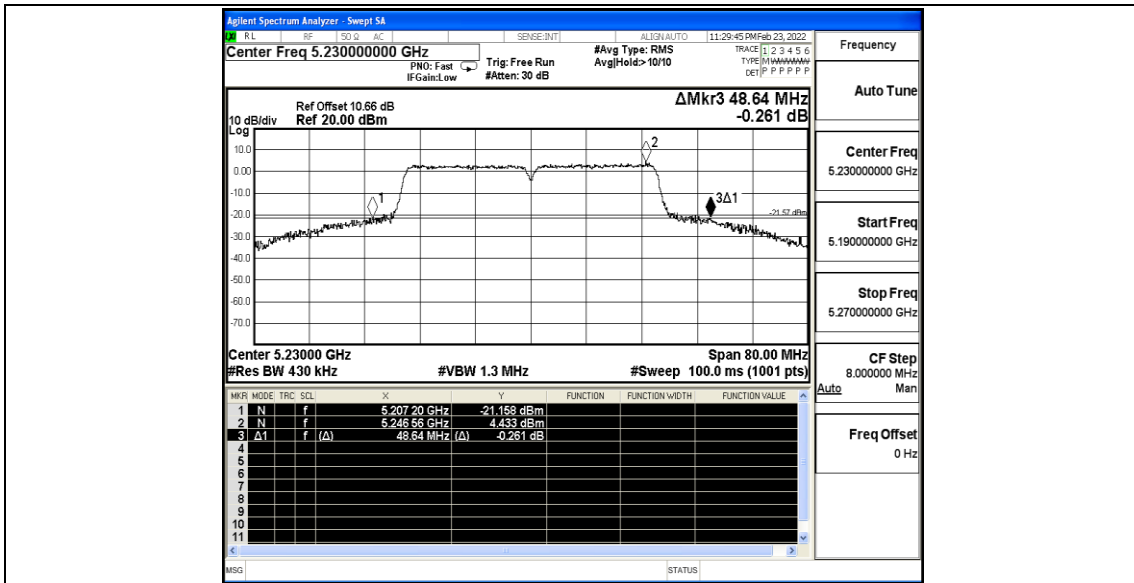 Agilent Spectrum Analyzer - Swept SA
LXI RL RF 50 Ω AC SENSE:INT ALIGN AUTO 11:29:45 PM Feb 23, 2022
Center Freq 5.230000000 GHz
#Avg Type: RMS
TRACE 1 2 3 4 5 6
PNO: Fast
Trig: Free Run
Avg|Hold:> 10/10
TYPE M WWWWW
IFGain:Low
#Atten: 30 dB
DET P P P P P P
Frequency
Auto Tune
Center Freq
5.230000000 GHz
Start Freq
5.190000000 GHz
Stop Freq
5.270000000 GHz
CF Step
8.000000 MHz
Auto Man
Freq Offset
0 Hz
Ref Offset 10.66 dB
ΔMkr3 48.64 MHz
10 dB/div Ref 20.00 dBm
-0.261 dB
Log
10.0
0.00
-10.0
-20.0
-30.0
-40.0
-50.0
-60.0
-70.0
1
2
3Δ1
-21.57 dBm
Center 5.23000 GHz
Span 80.00 MHz
#Res BW 430 kHz
#VBW 1.3 MHz
#Sweep 100.0 ms (1001 pts)
MKR MODE TRC SCL X Y FUNCTION FUNCTION WIDTH FUNCTION VALUE
1 N f 5.207 20 GHz -21.158 dBm
2 N f 5.246 56 GHz 4.433 dBm
3 Δ1 f (Δ) 48.64 MHz (Δ) -0.261 dB
4
5
6
7
8
9
10
11
MSG
STATUS